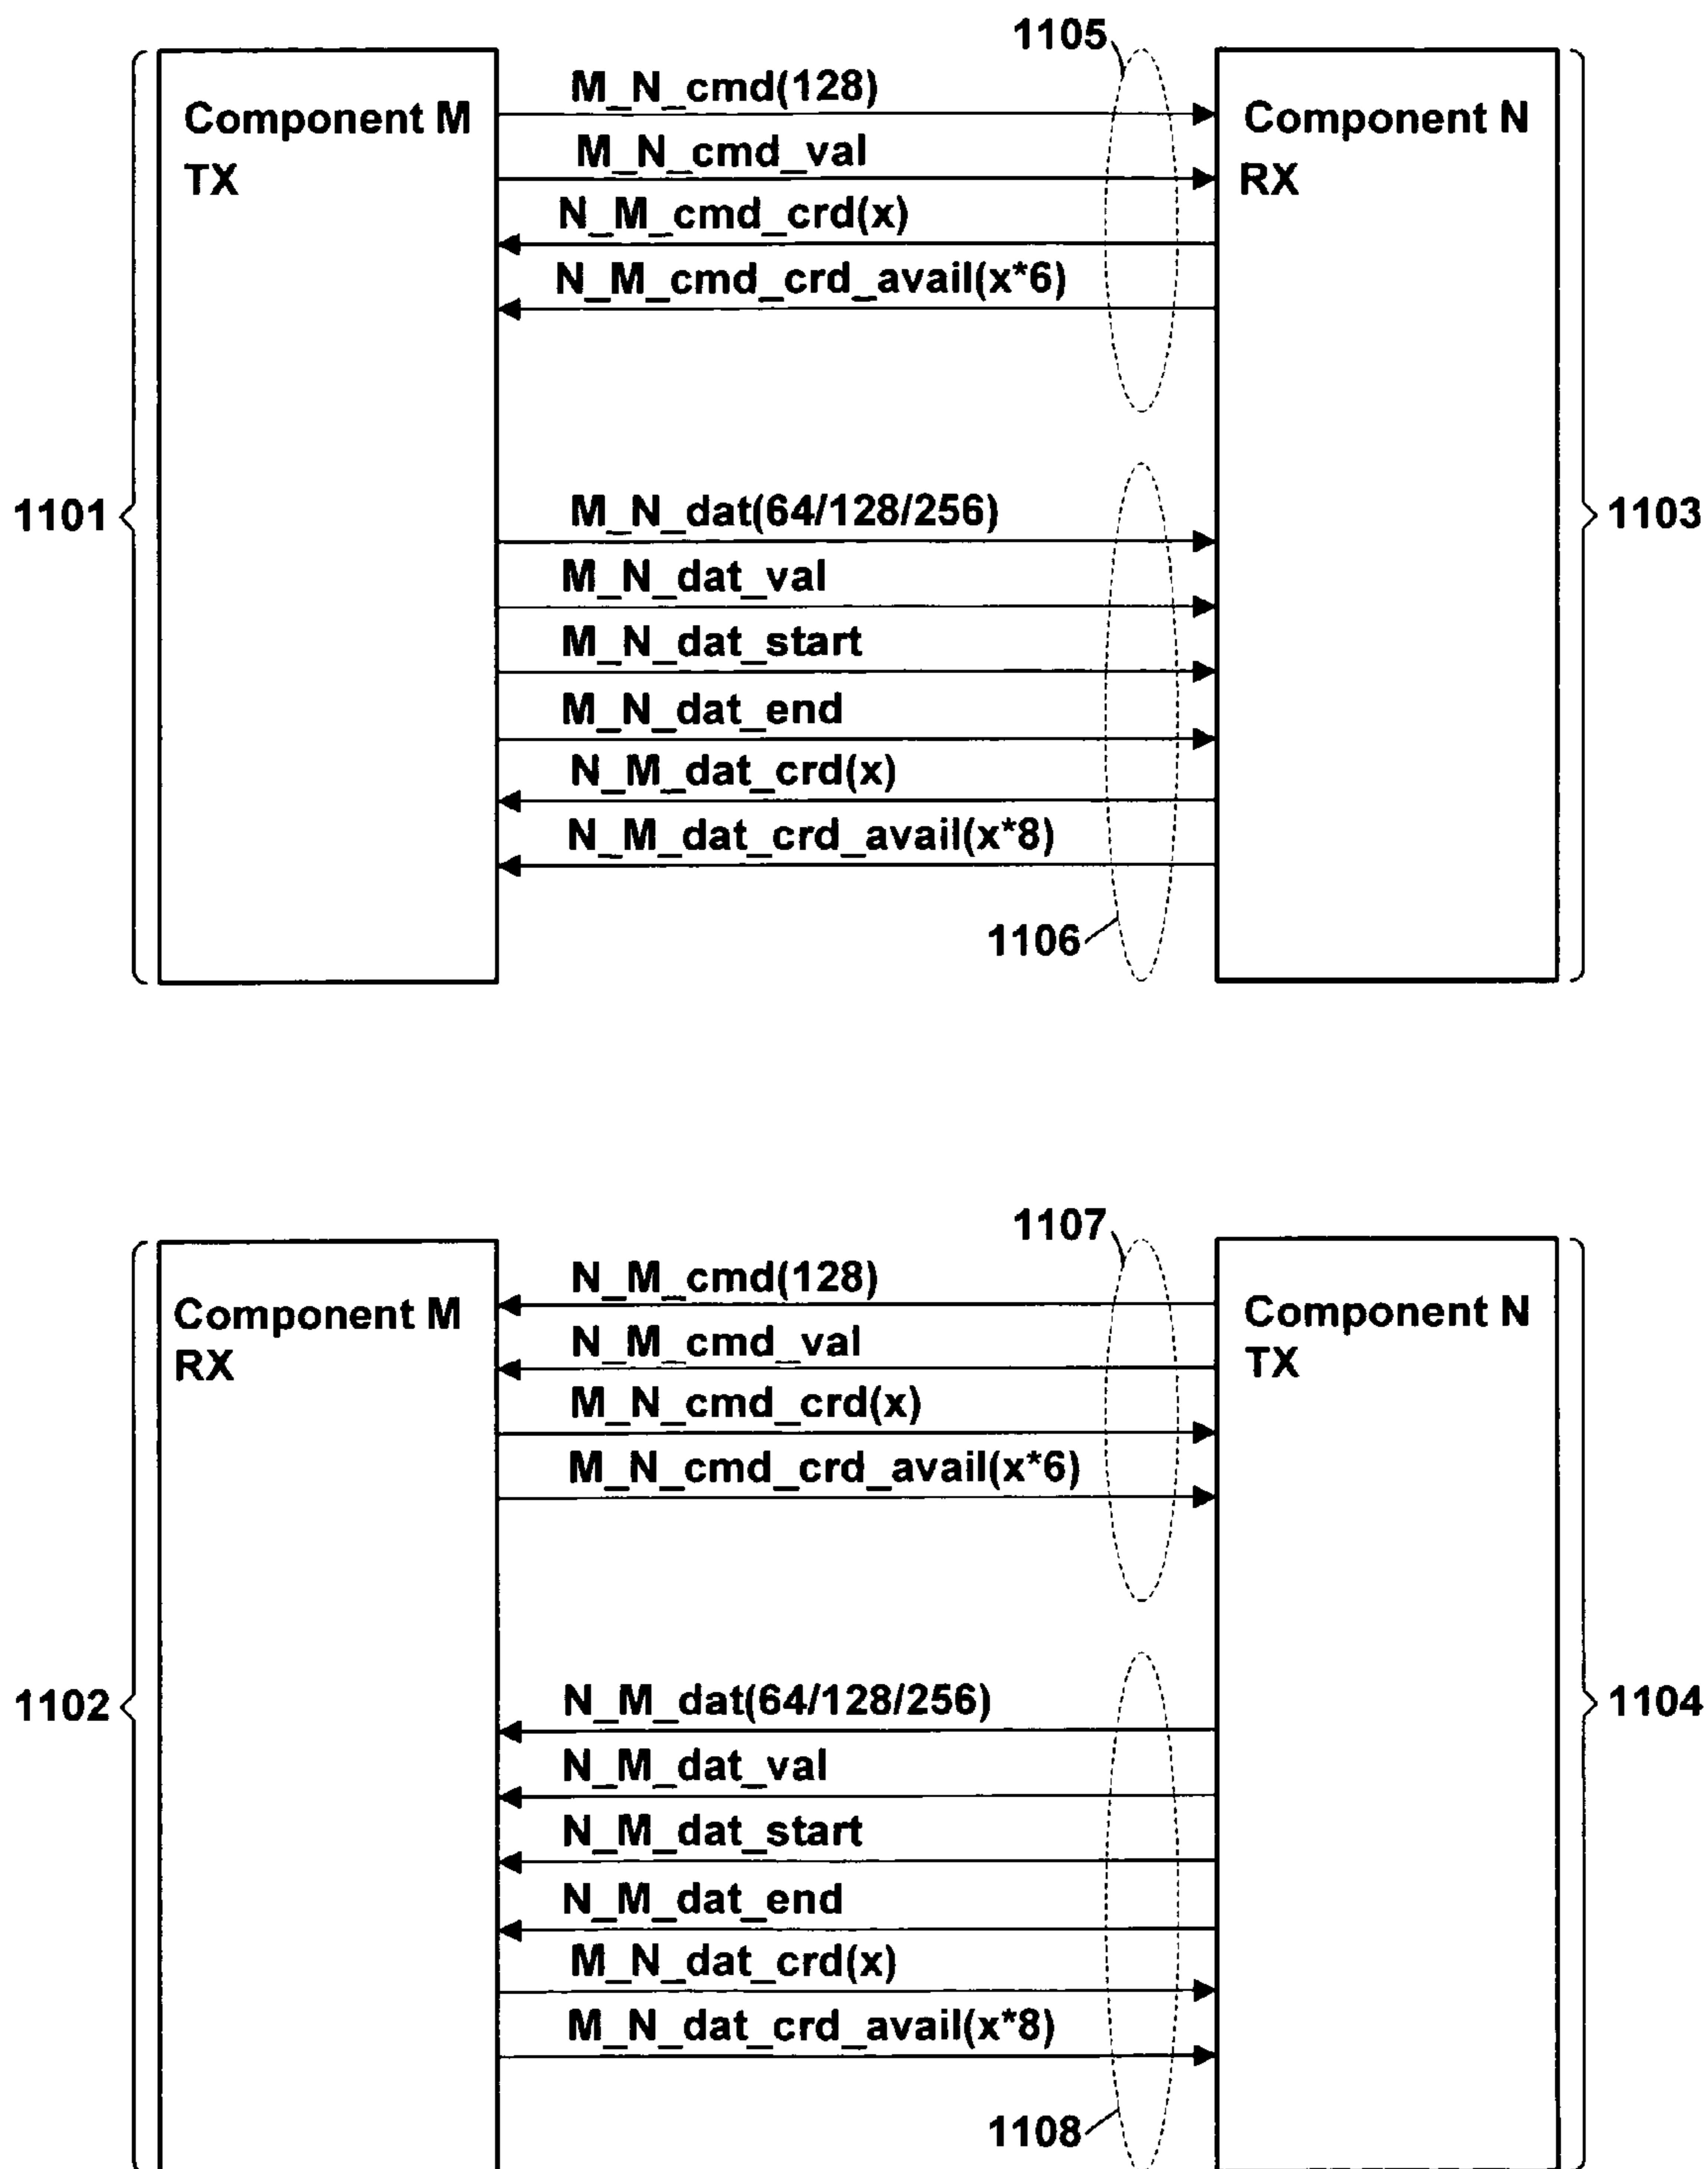 1105
Component M
TX
M_N_cmd(128)
M_N_cmd_val
N_M_cmd_crd(x)
N_M_cmd_crd_avail(x*6)
Component N
RX
1101
M_N_dat(64/128/256)
M_N_dat_val
M_N_dat_start
M_N_dat_end
N_M_dat_crd(x)
N_M_dat_crd_avail(x*8)
1103
1106
1107
Component M
RX
N_M_cmd(128)
N_M_cmd_val
M_N_cmd_crd(x)
M_N_cmd_crd_avail(x*6)
Component N
TX
1102
N_M_dat(64/128/256)
N_M_dat_val
N_M_dat_start
N_M_dat_end
M_N_dat_crd(x)
M_N_dat_crd_avail(x*8)
1104
1108